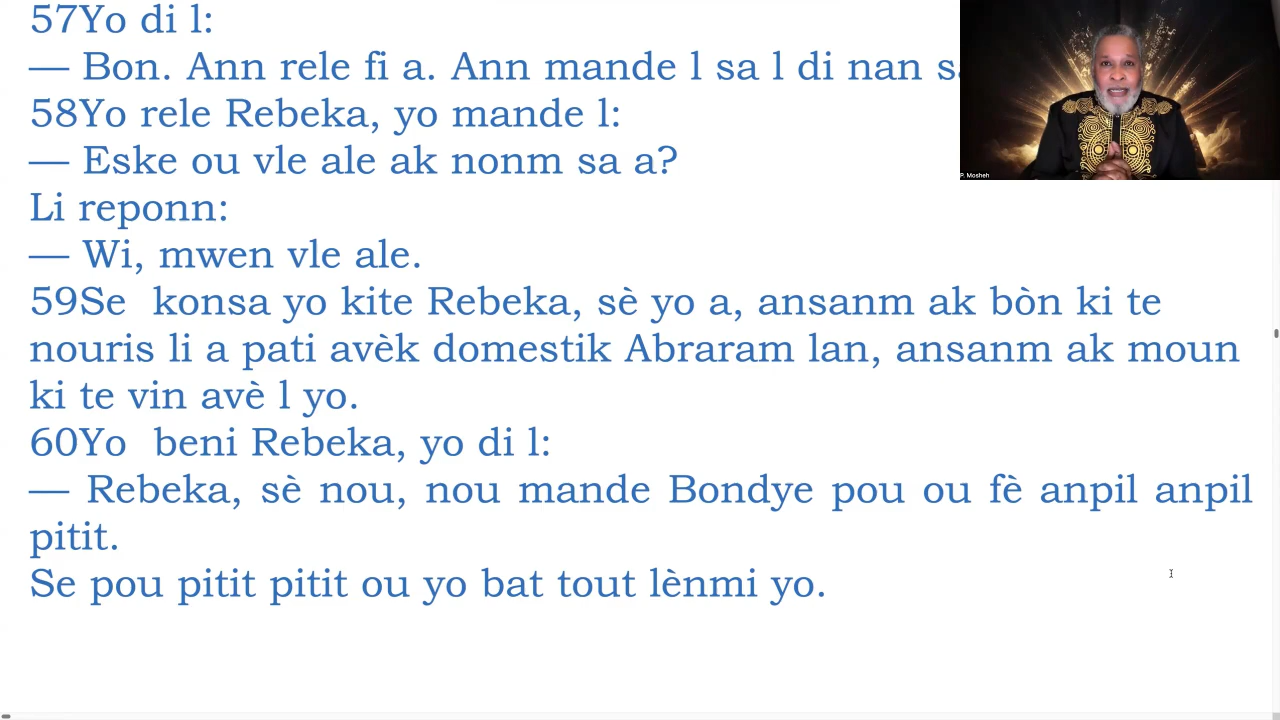 57Yo di l:
— Bon. Ann rele fi a. Ann mande l sa l di nan
58Yo rele Rebeka, yo mande l:
— Eske ou vle ale ak nonm sa a?
Li reponn:
— Wi, mwen vle ale.
59Se  konsa yo kite Rebeka, sè yo a, ansanm ak bòn ki te
nouris li a pati avèk domestik Abraram lan, ansanm ak moun
ki te vin avè l yo.
60Yo  beni Rebeka, yo di l:
— Rebeka, sè nou, nou mande Bondye pou ou fè anpil anpil
pitit.
Se pou pitit pitit ou yo bat tout lènmi yo.
P. Mosheh